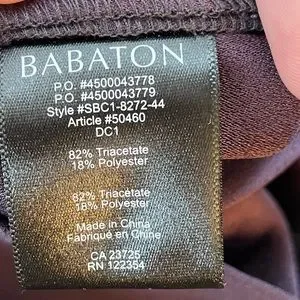 BABATON
P.O. #4500043778
P.O. #4500043779
Style #SBC1-8272-44
Article #50460
DC1
82% Triacetate
18% Polyester
82% Triacetate
18% Polyester
Made in China
Fabriqué en Chine
CA 23725
RN 122354